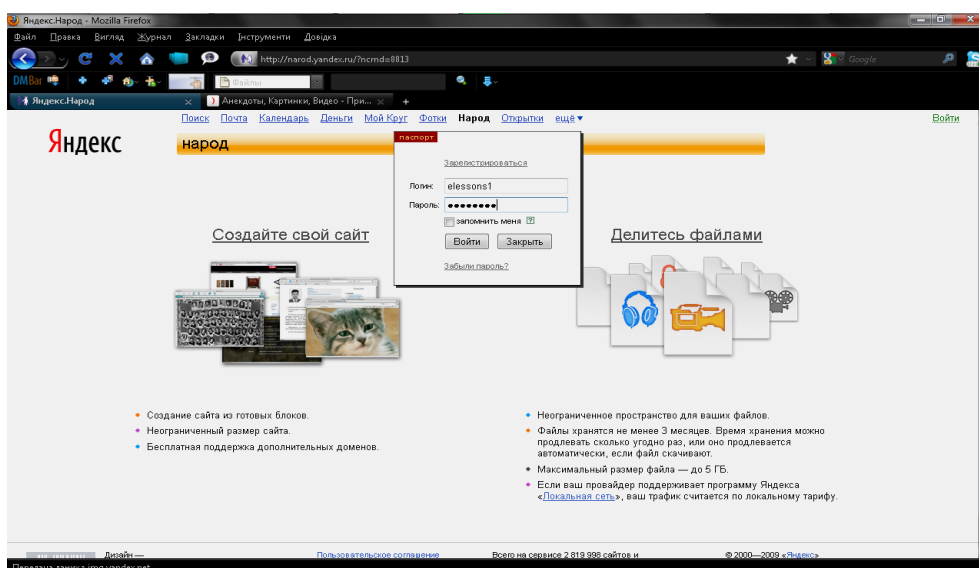 Яндекс.Народ - Mozilla Firefox
Файл Правка Вигляд Журнал Закладки Інструменти Довідка
http://narod.yandex.ru/?ncrnd=8813
Google
DMBar
Файлы
Яндекс.Народ
Анекдоты, Картинки, Видео - При...
Поиск Почта Календарь Деньги Мой Круг Фотки Народ Открытки ещё
Войти
Яндекс
народ
паспорт
Зарегистрироваться
Логин: elessons1
Пароль: ••••••••
запомнить меня ?
Войти Закрыть
Забыли пароль?
Создайте свой сайт
Создание сайта из готовых блоков.
Неограниченный размер сайта.
Бесплатная поддержка дополнительных доменов.
Делитесь файлами
Неограниченное пространство для ваших файлов.
Файлы хранятся не менее 3 месяцев. Время хранения можно
продлевать сколько угодно раз, или оно продлевается
автоматически, если файл скачивают.
Максимальный размер файла — до 5 ГБ.
Если ваш провайдер поддерживает программу Яндекса
«Локальная сеть», ваш трафик считается по локальному тарифу.
Дизайн —
Пользовательское соглашение
Всего на сервисе 2 819 998 сайтов и
© 2000—2009 «Яндекс»